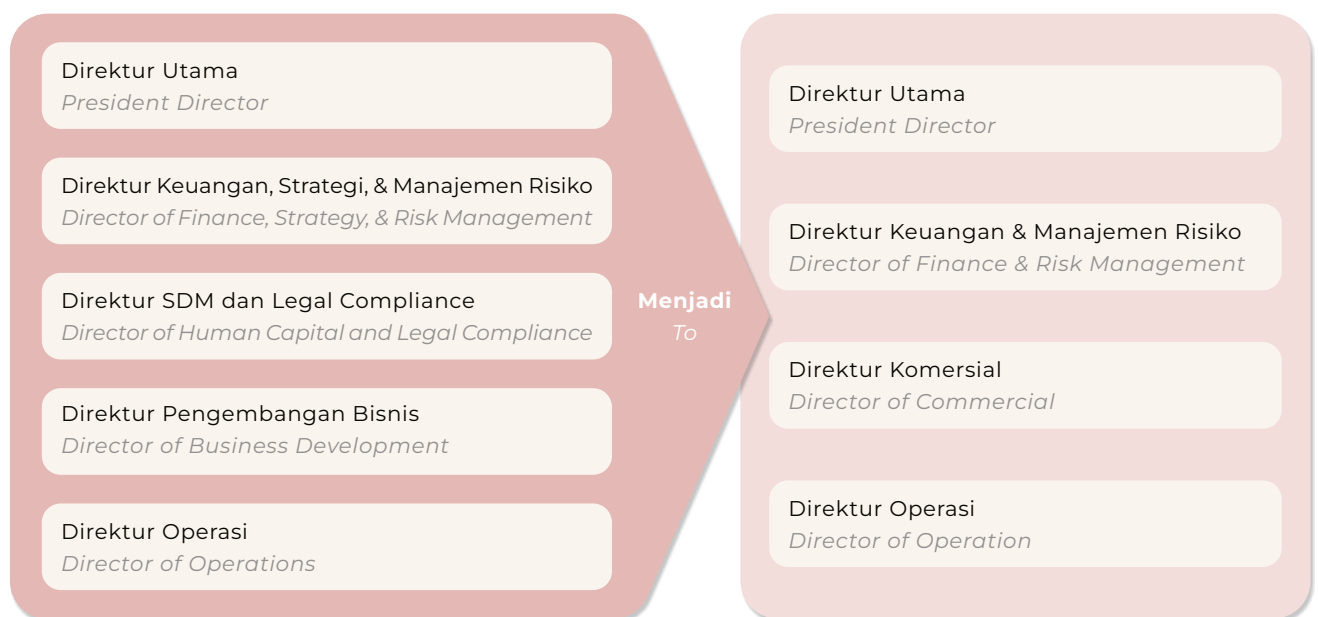 Direktur Utama
President Director
Direktur Keuangan, Strategi, & Manajemen Risiko
Director of Finance, Strategy, & Risk Management
Direktur SDM dan Legal Compliance
Director of Human Capital and Legal Compliance
Direktur Pengembangan Bisnis
Director of Business Development
Direktur Operasi
Director of Operations
Menjadi
To
Direktur Utama
President Director
Direktur Keuangan & Manajemen Risiko
Director of Finance & Risk Management
Direktur Komersial
Director of Commercial
Direktur Operasi
Director of Operation